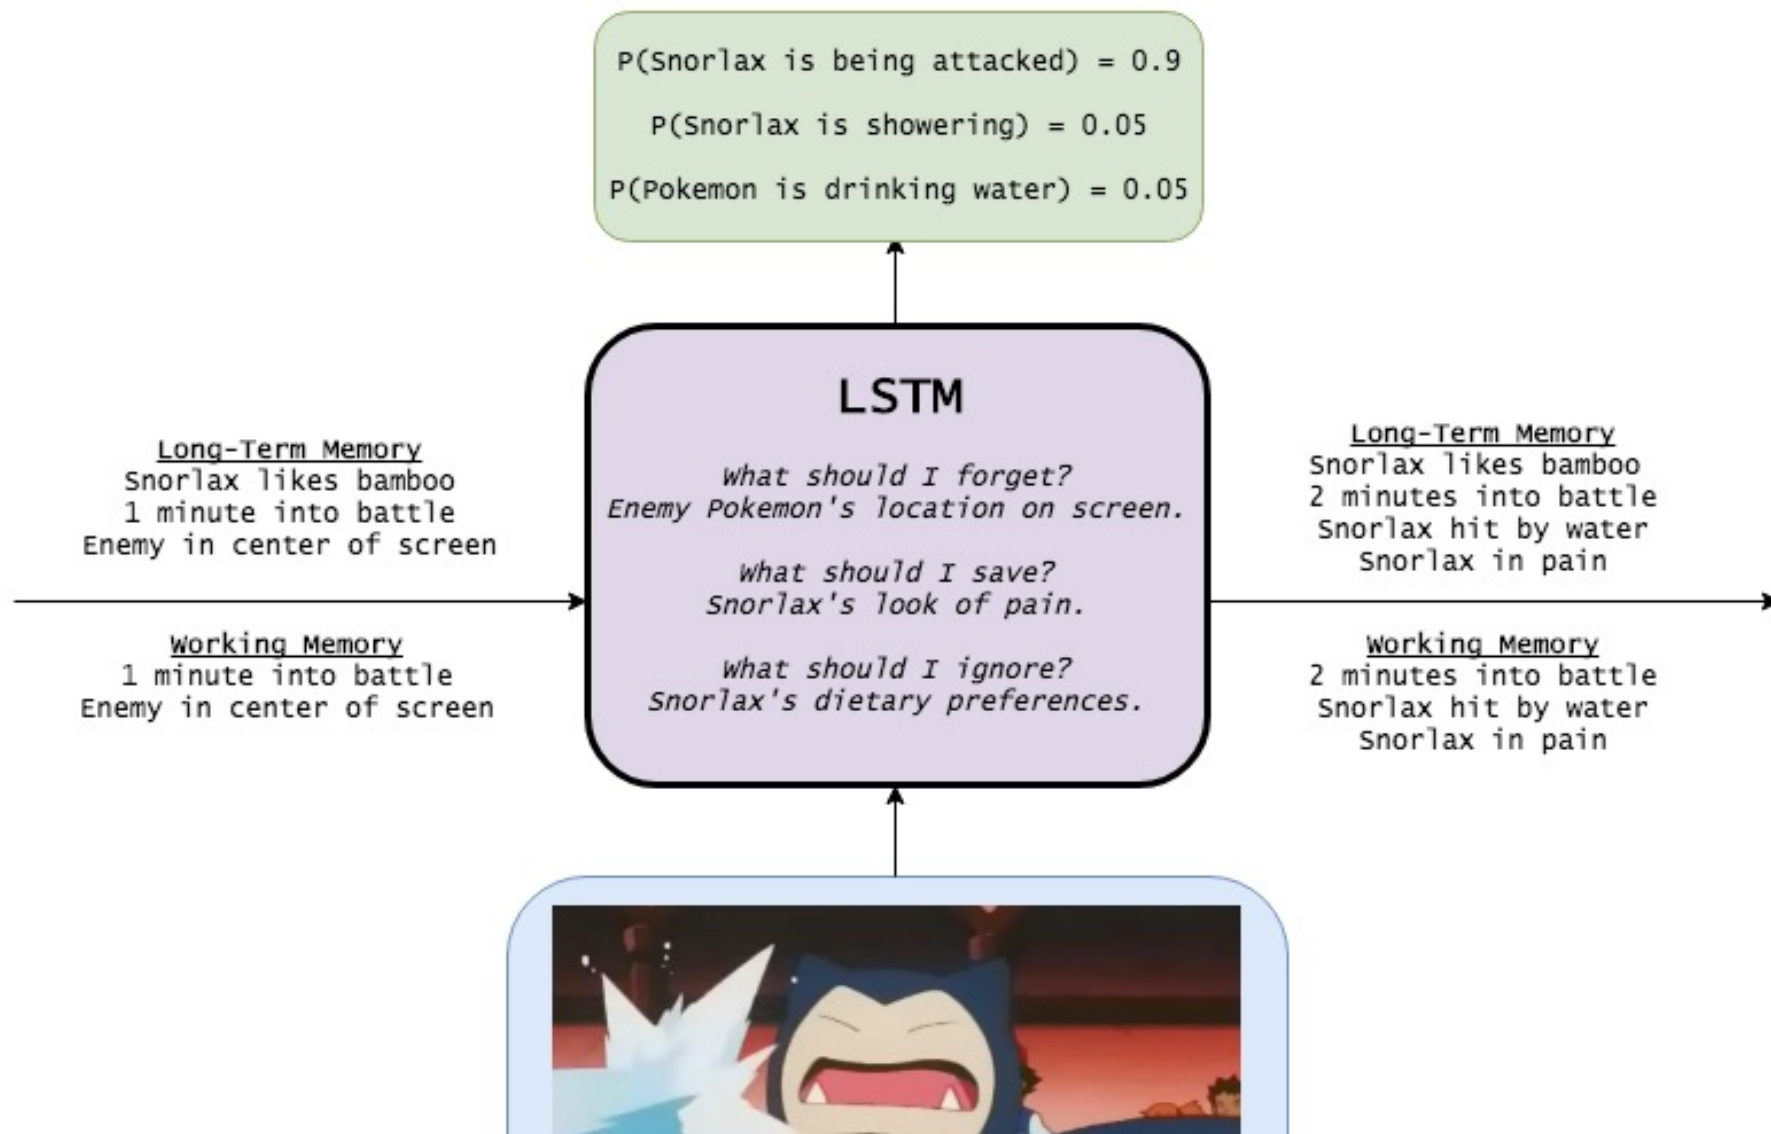 P(Snorlax is being attacked) = 0.9
P(Snorlax is showering) = 0.05
P(Pokemon is drinking water) = 0.05
LSTM
What should I forget?
Enemy Pokemon's location on screen.
What should I save?
Snorlax's look of pain.
What should I ignore?
Snorlax's dietary preferences.
Long-Term Memory
Snorlax likes bamboo
1 minute into battle
Enemy in center of screen
Working Memory
1 minute into battle
Enemy in center of screen
Long-Term Memory
Snorlax likes bamboo
2 minutes into battle
Snorlax hit by water
Snorlax in pain
Working Memory
2 minutes into battle
Snorlax hit by water
Snorlax in pain